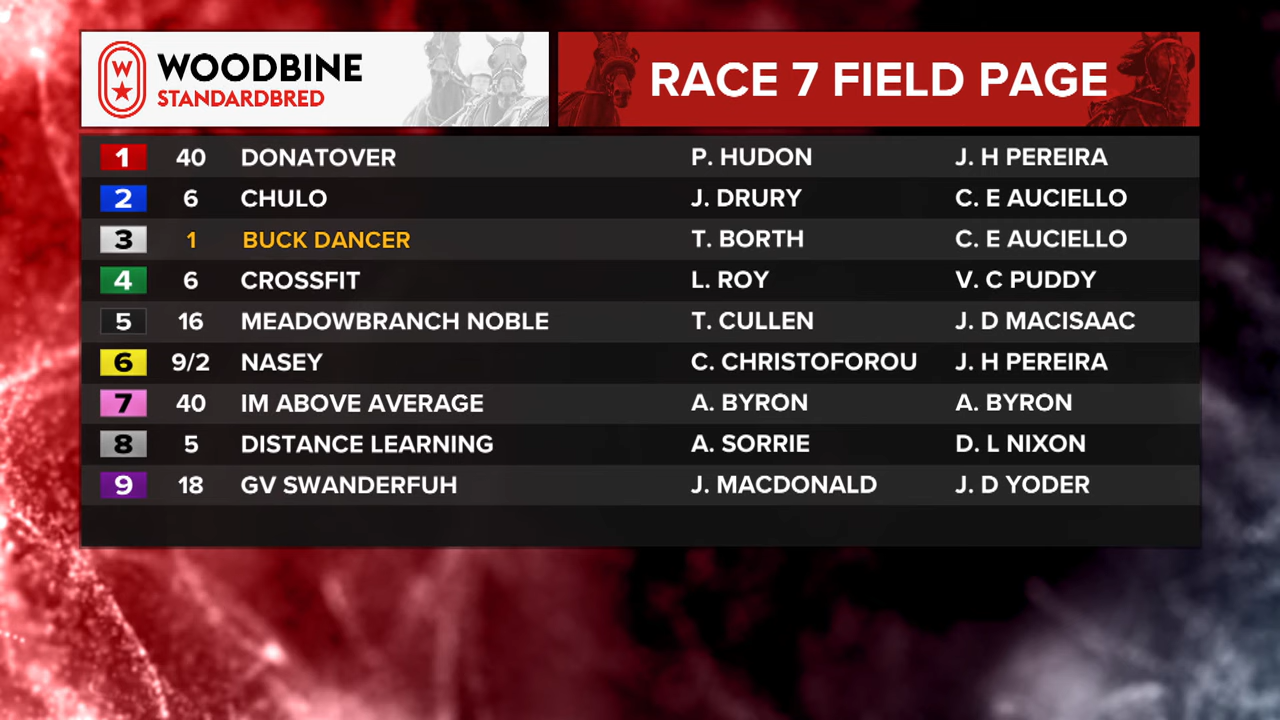 W
WOODBINE
STANDARDBRED
RACE 7 FIELD PAGE
1 40 DONATOVER P. HUDON J. H PEREIRA
2 6 CHULO J. DRURY C. E AUCIELLO
3 1 BUCK DANCER T. BORTH C. E AUCIELLO
4 6 CROSSFIT L. ROY V. C PUDDY
5 16 MEADOWBRANCH NOBLE T. CULLEN J. D MACISAAC
6 9/2 NASEY C. CHRISTOFOROU J. H PEREIRA
7 40 IM ABOVE AVERAGE A. BYRON A. BYRON
8 5 DISTANCE LEARNING A. SORRIE D. L NIXON
9 18 GV SWANDERFUH J. MACDONALD J. D YODER